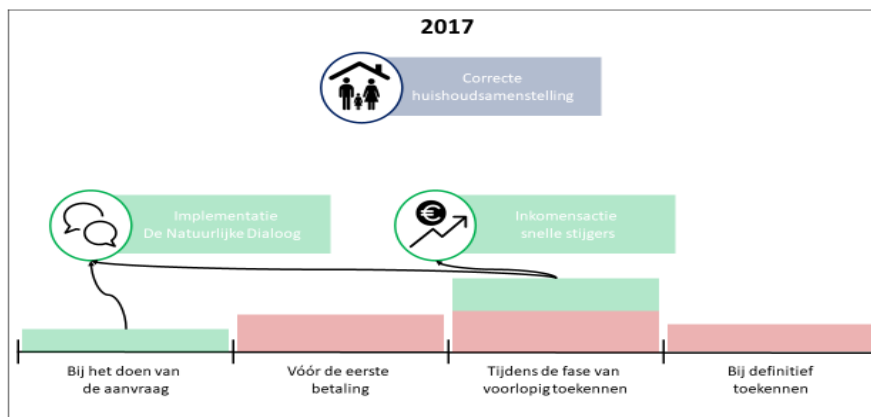 2017
Correcte
huishoudsamenstelling
Implementatie
De Natuurlijke Dialoog
Inkomensactie
snelle stijgers
€
Bij het doen van
de aanvraag
Vóór de eerste
betaling
Tijdens de fase van
voorlopig toekennen
Bij definitief
toekennen